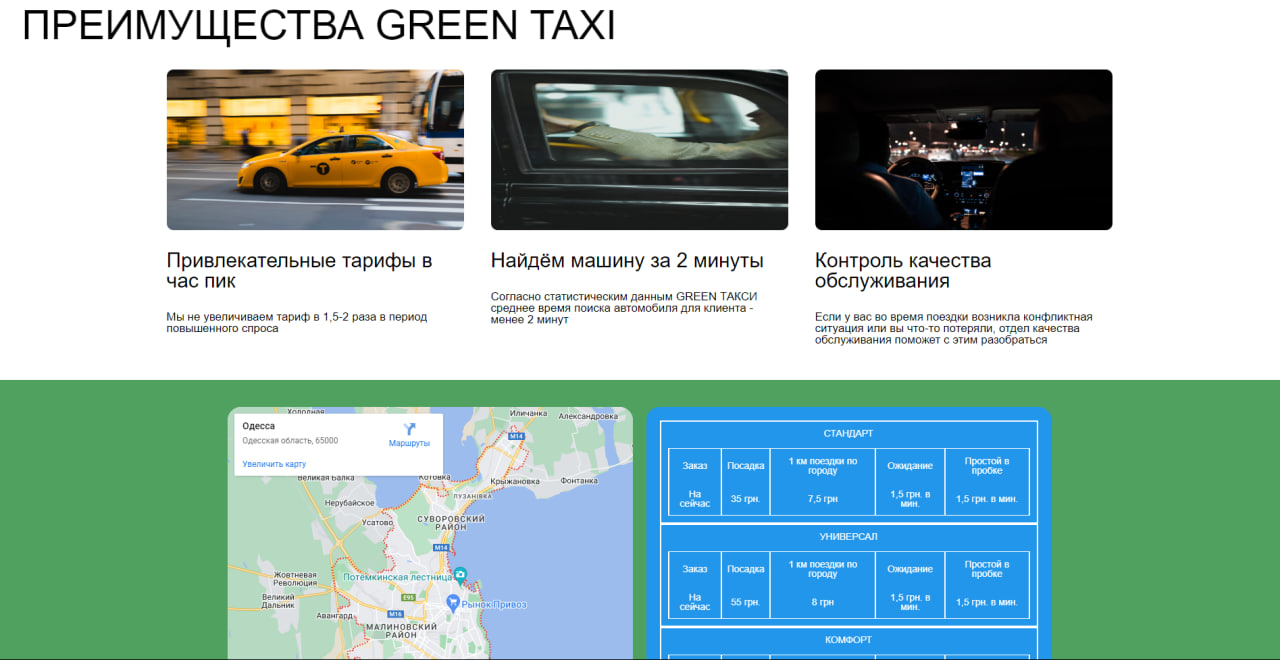 ПРЕИМУЩЕСТВА GREEN TAXI
Привлекательные тарифы в
час пик
Мы не увеличиваем тариф в 1,5-2 раза в период
повышенного спроса
Найдём машину за 2 минуты
Согласно статистическим данным GREEN ТАКСИ
среднее время поиска автомобиля для клиента -
менее 2 минут
Контроль качества
обслуживания
Если у вас во время поездки возникла конфликтная
ситуация или вы что-то потеряли, отдел качества
обслуживания поможет с этим разобраться
Холодная
Одесса
Одесская область, 65000
Маршруты
Увеличить карту
Иличанка
Александровка
M14
Великая Балка
Котовка
Крыжановка
Фонтанка
ЛУЗАНІВКА
Нерубайское
Усатово
СУВОРОВСКИЙ
РАЙОН
M14
Жовтневая
Революция
Потёмкинская лестница
Великий
Дальник
E95
Рынок Привоз
Авангард
M16
МАЛИНОВСКИЙ
РАЙОН
СТАНДАРТ
Заказ Посадка 1 км поездки по городу Ожидание Простой в пробке
На сейчас 35 грн. 7,5 грн 1,5 грн. в мин. 1,5 грн. в мин.
УНИВЕРСАЛ
Заказ Посадка 1 км поездки по городу Ожидание Простой в пробке
На сейчас 55 грн. 8 грн 1,5 грн. в мин. 1,5 грн. в мин.
КОМФОРТ